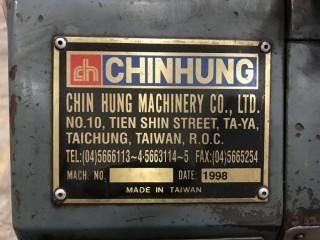 ch CHINHUNG
CHIN HUNG MACHINERY CO., LTD.
NO.10, TIEN SHIN STREET, TA-YA,
TAICHUNG, TAIWAN, R.O.C.
TEL:(04)5666113~4·5663114~5 FAX:(04)5665254
MACH. NO. DATE: 1998
MADE IN TAIWAN